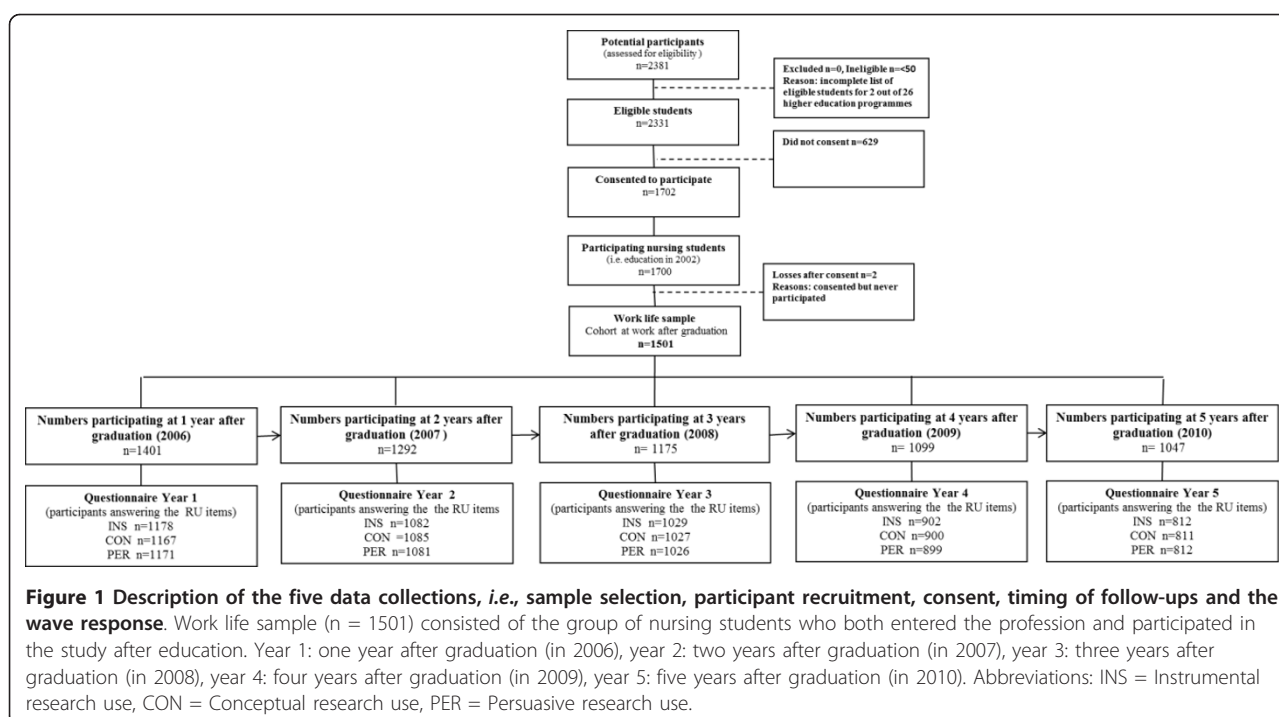 Potential participants
(assessed for eligibility )
n=2381
Excluded n=0, Ineligible n=<50
Reason: incomplete list of
eligible students for 2 out of 26
higher education programmes
Eligible students
n=2331
Did not consent n=629
Consented to participate
n=1702
Participating nursing students
(i.e. education in 2002)
n=1700
Losses after consent n=2
Reasons: consented but never
participated
Work life sample
Cohort at work after graduation
n=1501
Numbers participating at 1 year after
graduation (2006)
n=1401
Numbers participating at 2 years after
graduation (2007 )
n=1292
Numbers participating at 3 years
after graduation (2008)
n= 1175
Numbers participating at 4 years after
graduation (2009)
n= 1099
Numbers participating at 5 years after
graduation (2010)
n= 1047
Questionnaire Year 1
(participants answering the the RU items)
INS n=1178
CON n=1167
PER n=1171
Questionnaire Year 2
(participants answering the the RU items
INS n=1082
CON =1085
PER n=1081
Questionnaire Year 3
(participants answering the the RU items)
INS n=1029
CON n=1027
PER n=1026
Questionnaire Year 4
(participants answering the the RU items)
INS n=902
CON n=900
PER n=899
Questionnaire Year 5
(participants answering the the RU items)
INS n=812
CON n=811
PER n=812
Figure 1 Description of the five data collections, i.e., sample selection, participant recruitment, consent, timing of follow-ups and the
wave response. Work life sample (n = 1501) consisted of the group of nursing students who both entered the profession and participated in
the study after education. Year 1: one year after graduation (in 2006), year 2: two years after graduation (in 2007), year 3: three years after
graduation (in 2008), year 4: four years after graduation (in 2009), year 5: five years after graduation (in 2010). Abbreviations: INS = Instrumental
research use, CON = Conceptual research use, PER = Persuasive research use.